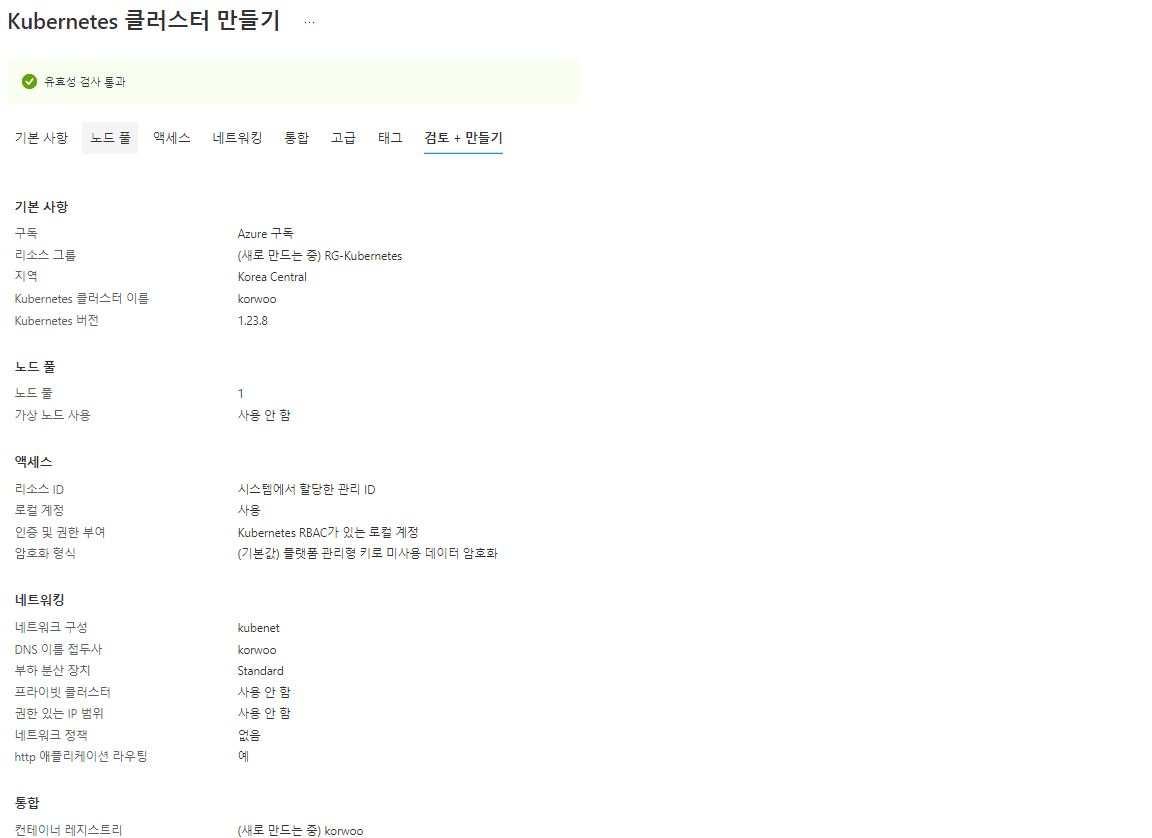 Kubernetes 클러스터 만들기 ...
유효성 검사 통과
기본 사항 노드 풀 액세스 네트워킹 통합 고급 태그 검토 + 만들기
기본 사항
구독 Azure 구독
리소스 그룹 (새로 만드는 중) RG-Kubernetes
지역 Korea Central
Kubernetes 클러스터 이름 korwoo
Kubernetes 버전 1.23.8
노드 풀
노드 풀 1
가상 노드 사용 사용 안 함
액세스
리소스 ID 시스템에서 할당한 관리 ID
로컬 계정 사용
인증 및 권한 부여 Kubernetes RBAC가 있는 로컬 계정
암호화 형식 (기본값) 플랫폼 관리형 키로 미사용 데이터 암호화
네트워킹
네트워크 구성 kubenet
DNS 이름 접두사 korwoo
부하 분산 장치 Standard
프라이빗 클러스터 사용 안 함
권한 있는 IP 범위 사용 안 함
네트워크 정책 없음
http 애플리케이션 라우팅 예
통합
컨테이너 레지스트리 (새로 만드는 중) korwoo